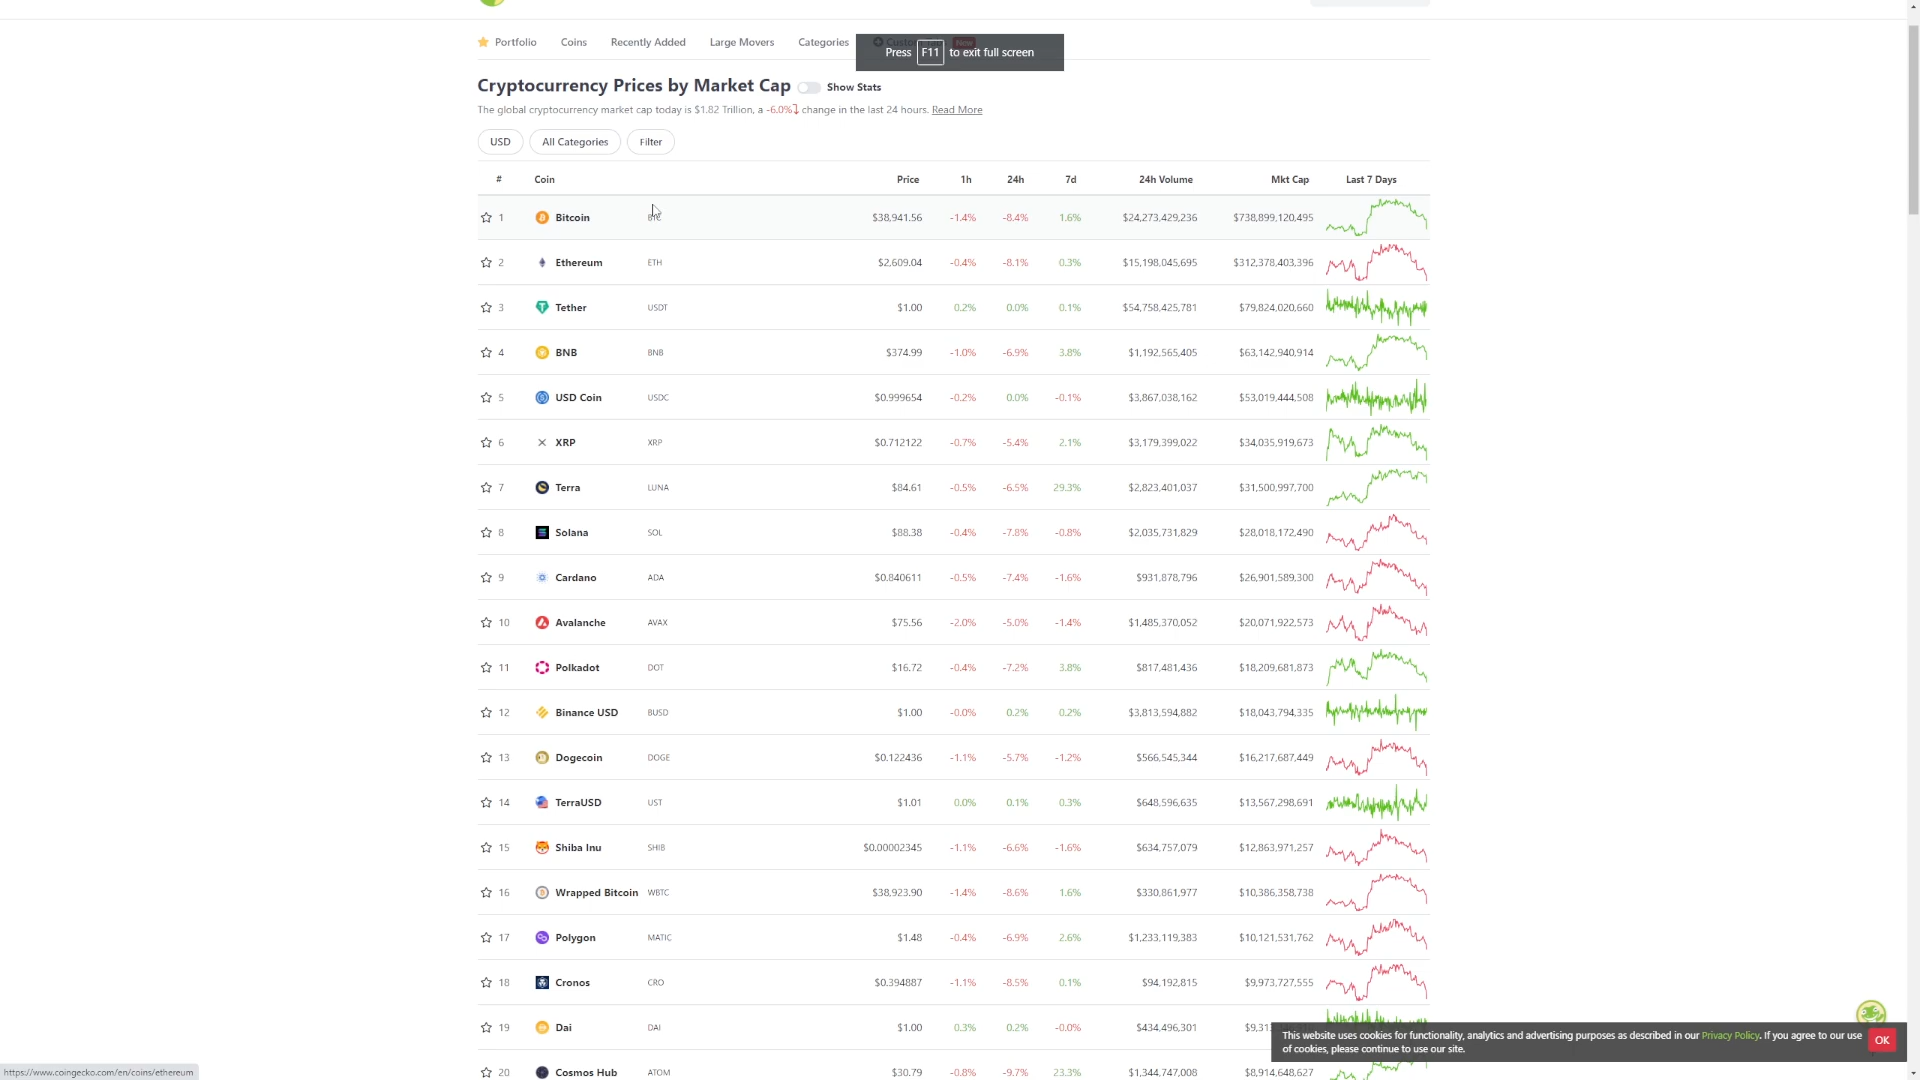 Portfolio Coins Recently Added Large Movers Categories
Press F11 to exit full screen
Cryptocurrency Prices by Market Cap Show Stats
The global cryptocurrency market cap today is $1.82 Trillion, a -6.0% change in the last 24 hours. Read More
USD All Categories Filter
# Coin Price 1h 24h 7d 24h Volume Mkt Cap Last 7 Days
1 Bitcoin BTC $38,941.56 -1.4% -8.4% 1.6% $24,273,429,236 $738,899,120,495
2 Ethereum ETH $2,609.04 -0.4% -8.1% 0.3% $15,198,045,695 $312,378,403,396
3 Tether USDT $1.00 0.2% 0.0% 0.1% $54,758,425,781 $79,824,020,660
4 BNB BNB $374.99 -1.0% -6.9% 3.8% $1,192,565,405 $63,142,940,914
5 USD Coin USDC $0.999654 -0.2% 0.0% -0.1% $3,867,038,162 $53,019,444,508
6 XRP XRP $0.712122 -0.7% -5.4% 2.1% $3,179,399,022 $34,035,919,673
7 Terra LUNA $84.61 -0.5% -6.5% 29.3% $2,823,401,037 $31,500,997,700
8 Solana SOL $88.38 -0.4% -7.8% -0.8% $2,035,731,829 $28,018,172,490
9 Cardano ADA $0.840611 -0.5% -7.4% -1.6% $931,878,796 $26,901,589,300
10 Avalanche AVAX $75.56 -2.0% -5.0% -1.4% $1,485,370,052 $20,071,922,573
11 Polkadot DOT $16.72 -0.4% -7.2% 3.8% $817,481,436 $18,209,681,873
12 Binance USD BUSD $1.00 -0.0% 0.2% 0.2% $3,813,594,882 $18,043,794,335
13 Dogecoin DOGE $0.122436 -1.1% -5.7% -1.2% $566,545,344 $16,217,687,449
14 TerraUSD UST $1.01 0.0% 0.1% 0.3% $648,596,635 $13,567,298,691
15 Shiba Inu SHIB $0.00002345 -1.1% -6.6% -1.6% $634,757,079 $12,863,971,257
16 Wrapped Bitcoin WBTC $38,923.90 -1.4% -8.6% 1.6% $330,861,977 $10,386,358,738
17 Polygon MATIC $1.48 -0.4% -6.9% 2.6% $1,233,119,383 $10,121,531,762
18 Cronos CRO $0.394887 -1.1% -8.5% 0.1% $94,192,815 $9,973,727,555
19 Dai DAI $1.00 0.3% 0.2% -0.0% $434,496,301
20 Cosmos Hub ATOM $30.79 -0.8% -9.7% 23.3% $1,344,747,008 $8,914,648,627
This website uses cookies for functionality, analytics and advertising purposes as described in our Privacy Policy. If you agree to our use
of cookies, please continue to use our site.
OK
https://www.coingecko.com/en/coins/ethereum